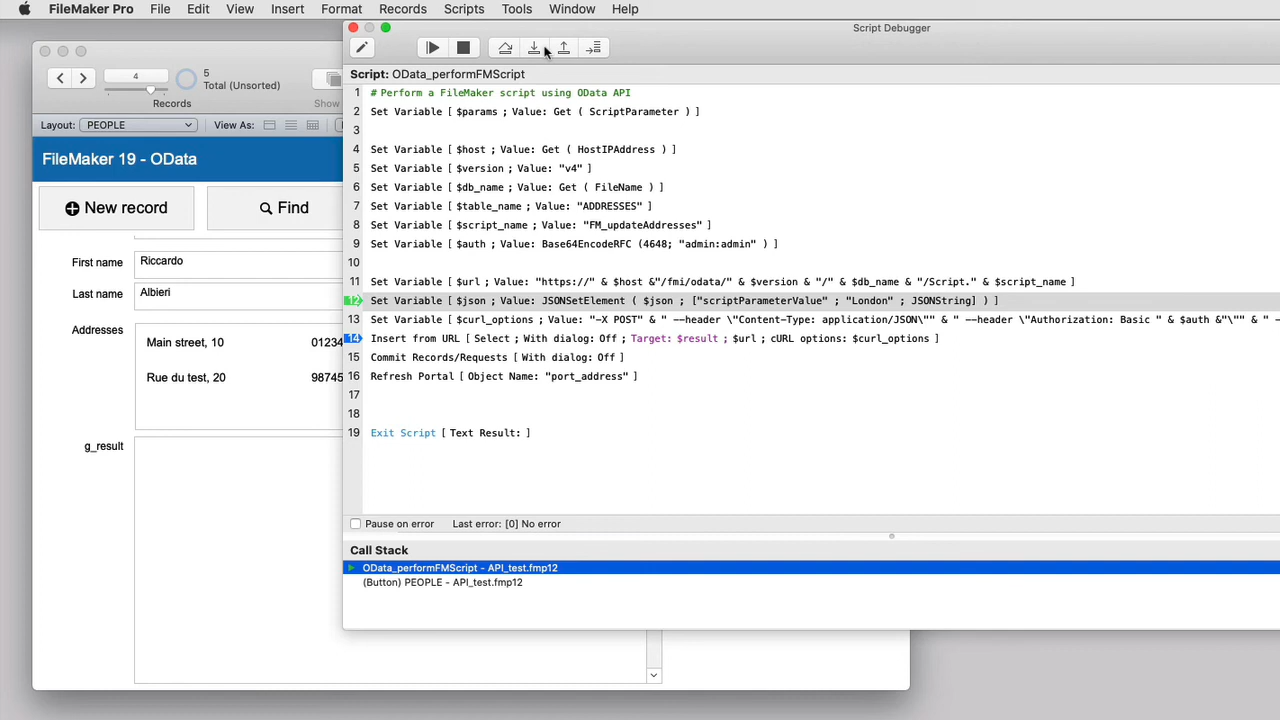 FileMaker Pro File Edit View Insert Format Records Scripts Tools Window Help
Script Debugger
4
5
Total (Unsorted)
Records
Show
Layout: PEOPLE View As:
FileMaker 19 - OData
New record
Find
First name Riccardo
Last name Albieri
Addresses
Main street, 10 01234
Rue du test, 20 98745
g_result
Script: OData_performFMScript
1 # Perform a FileMaker script using OData API
2 Set Variable [ $params ; Value: Get ( ScriptParameter ) ]
3
4 Set Variable [ $host ; Value: Get ( HostIPAddress ) ]
5 Set Variable [ $version ; Value: "v4" ]
6 Set Variable [ $db_name ; Value: Get ( FileName ) ]
7 Set Variable [ $table_name ; Value: "ADDRESSES" ]
8 Set Variable [ $script_name ; Value: "FM_updateAddresses" ]
9 Set Variable [ $auth ; Value: Base64EncodeRFC (4648; "admin:admin" ) ]
10
11 Set Variable [ $url ; Value: "https://" & $host &"/fmi/odata/" & $version & "/" & $db_name & "/Script." & $script_name ]
12 Set Variable [ $json ; Value: JSONSetElement ( $json ; ["scriptParameterValue" ; "London" ; JSONString] ) ]
13 Set Variable [ $curl_options ; Value: "-X POST" & " --header \"Content-Type: application/JSON\"" & " --header \"Authorization: Basic " & $auth &"\"" & " -
14 Insert from URL [ Select ; With dialog: Off ; Target: $result ; $url ; cURL options: $curl_options ]
15 Commit Records/Requests [ With dialog: Off ]
16 Refresh Portal [ Object Name: "port_address" ]
17
18
19 Exit Script [ Text Result: ]
Pause on error Last error: [0] No error
Call Stack
OData_performFMScript - API_test.fmp12
(Button) PEOPLE - API_test.fmp12